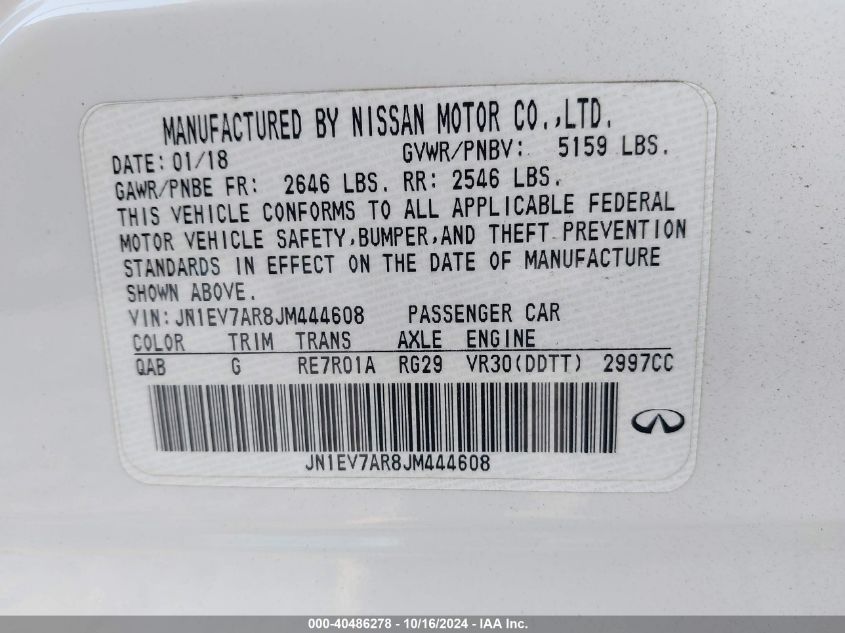 MANUFACTURED BY NISSAN MOTOR CO.,LTD.
DATE: 01/18 GVWR/PNBV: 5159 LBS.
GAWR/PNBE FR: 2646 LBS. RR: 2546 LBS.
THIS VEHICLE CONFORMS TO ALL APPLICABLE FEDERAL
MOTOR VEHICLE SAFETY,BUMPER,AND THEFT PREVENTION
STANDARDS IN EFFECT ON THE DATE OF MANUFACTURE
SHOWN ABOVE.
VIN: JN1EV7AR8JM444608 PASSENGER CAR
COLOR TRIM TRANS AXLE ENGINE
QAB G RE7R01A RG29 VR30(DDTT) 2997CC
JN1EV7AR8JM444608
000-40486278 - 10/16/2024 - VEHICLE IN INC.